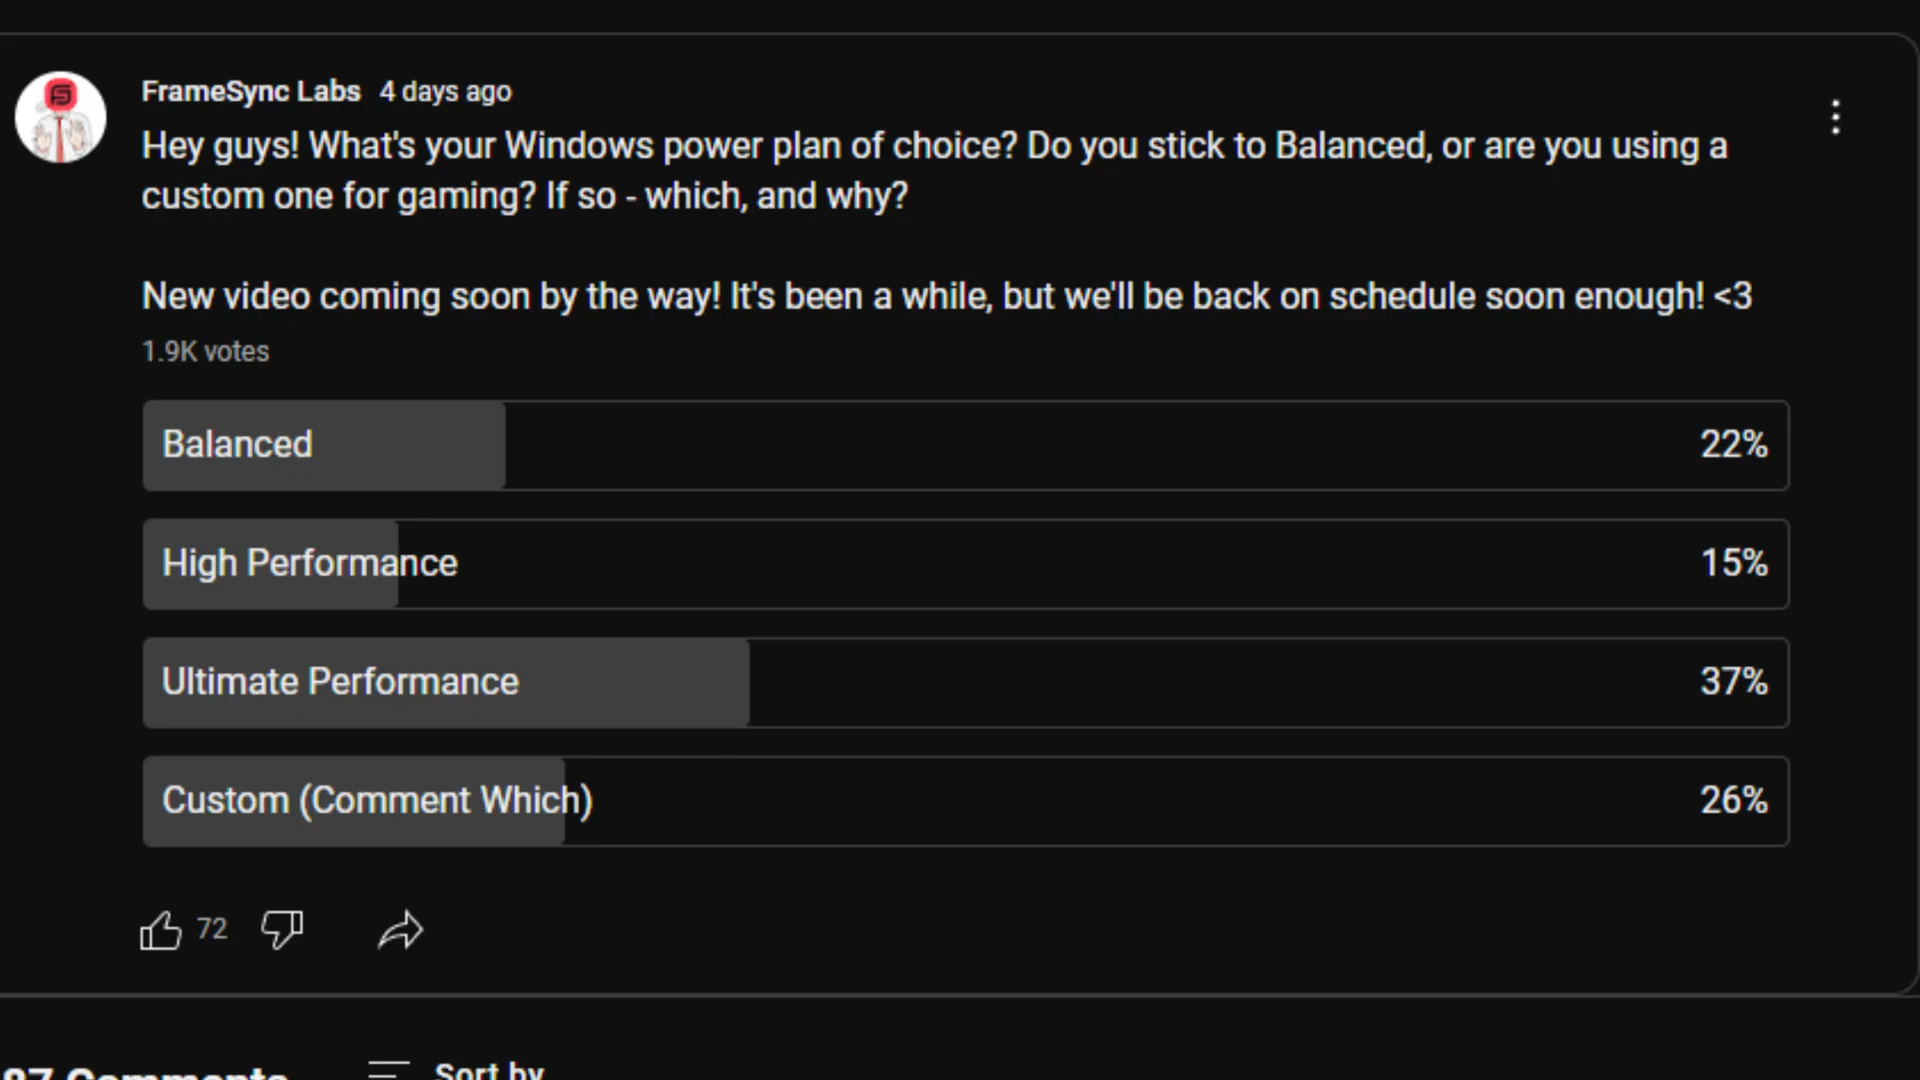 FrameSync Labs 4 days ago
Hey guys! What's your Windows power plan of choice? Do you stick to Balanced, or are you using a
custom one for gaming? If so - which, and why?
New video coming soon by the way! It's been a while, but we'll be back on schedule soon enough! <3
1.9K votes
Balanced 22%
High Performance 15%
Ultimate Performance 37%
Custom (Comment Which) 26%
72
87 Comments Sort by